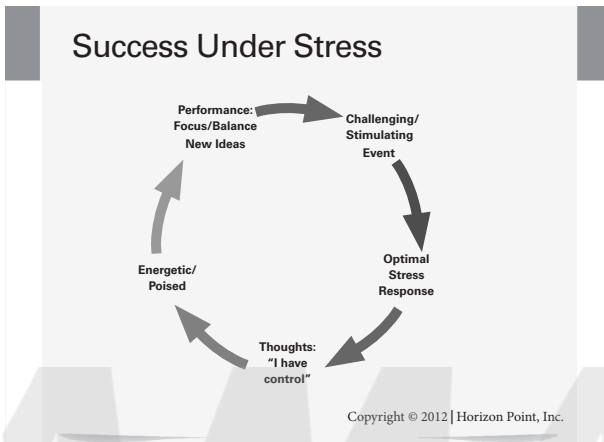 Success Under Stress
Performance:
Focus/Balance
New Ideas
Challenging/
Stimulating
Event
Optimal
Stress
Response
Thoughts:
“I have
control”
Energetic/
Poised
Copyright © 2012 | Horizon Point, Inc.